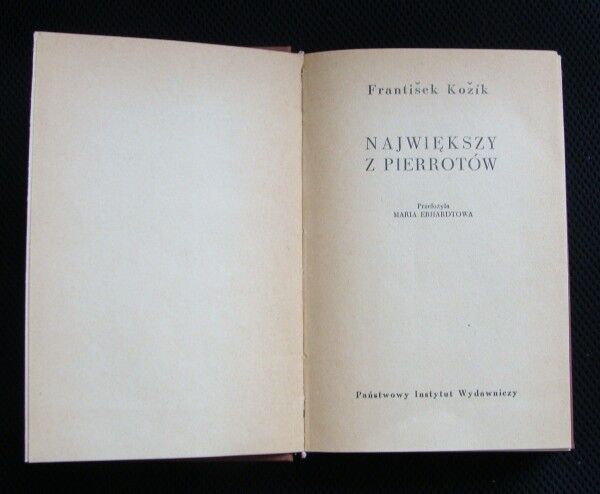 František Kožík
NAJWIĘKSZY
Z PIERROTÓW
Przełożyła
MARIA ERHARDTOWA
Państwowy Instytut Wydawniczy